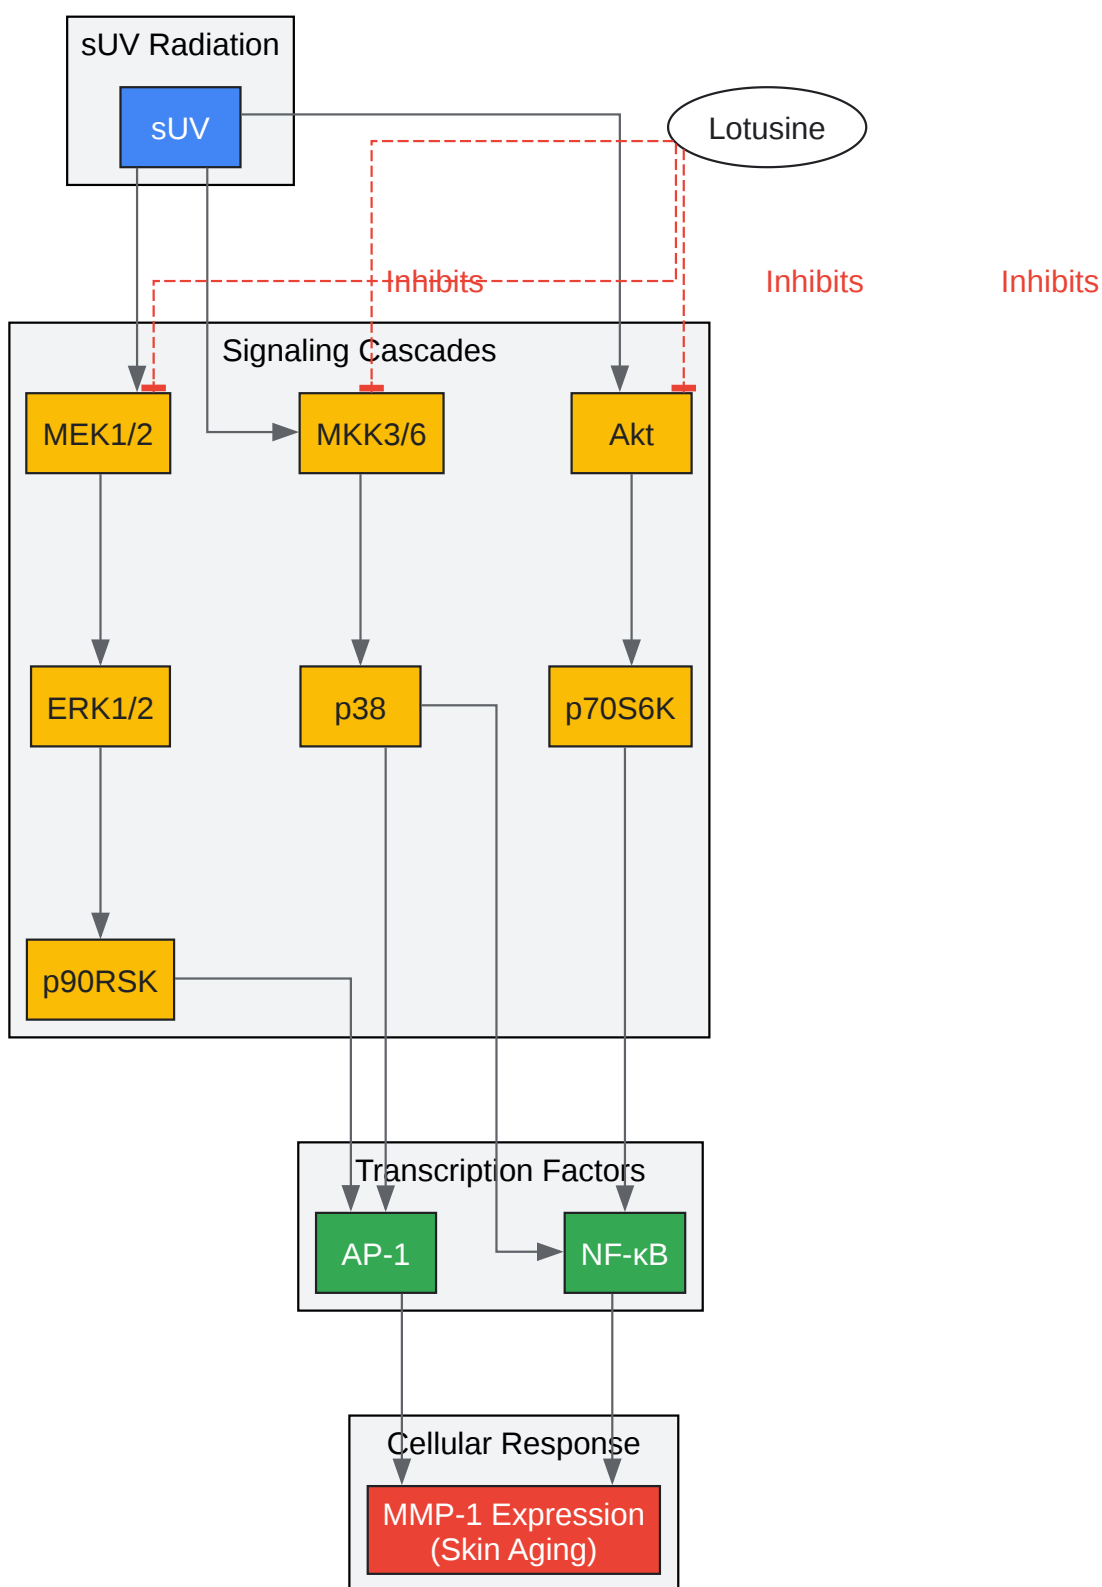 sUV Radiation
sUV
Lotusine
Inhibits
Inhibits
Inhibits
Signaling Cascades
MEK1/2
MKK3/6
Akt
ERK1/2
p38
p70S6K
p90RSK
Transcription Factors
AP-1
NF-κB
Cellular Response
MMP-1 Expression
(Skin Aging)